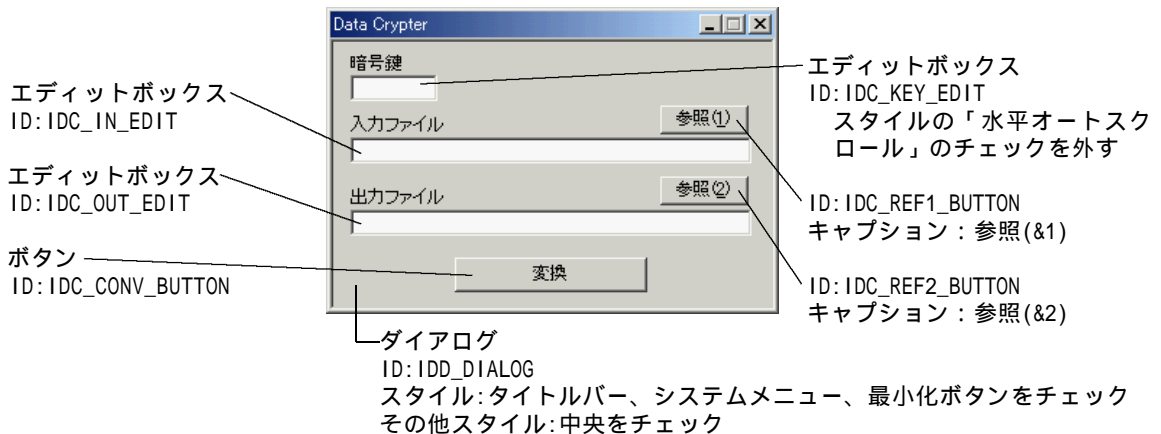 Data Crypter
暗号鍵
入力ファイル
参照(1)
出力ファイル
参照(2)
変換
エディットボックス
ID:IDC_IN_EDIT
エディットボックス
ID:IDC_OUT_EDIT
ボタン
ID:IDC_CONV_BUTTON
エディットボックス
ID:IDC_KEY_EDIT
スタイルの「水平オートスク
ロール」のチェックを外す
ID:IDC_REF1_BUTTON
キャプション:参照(&1)
ID:IDC_REF2_BUTTON
キャプション:参照(&2)
ダイアログ
ID:IDD_DIALOG
スタイル:タイトルバー、システムメニュー、最小化ボタンをチェック
その他スタイル:中央をチェック